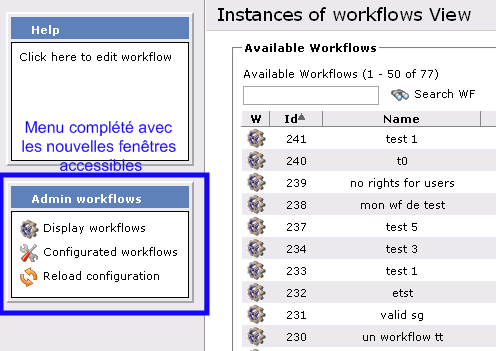 Help
Click here to edit workflow
Menu complété avec
les nouvelles fenêtres
accessibles
Admin workflows
Display workflows
Configurated workflows
Reload configuration
Instances of workflows View
Available Workflows
Available Workflows (1 - 50 of 77)
Search WF
W Id Name
241 test 1
240 t0
239 no rights for users
238 mon wf de test
237 test 5
234 test 3
233 test 1
232 etst
231 valid sg
230 un workflow tt